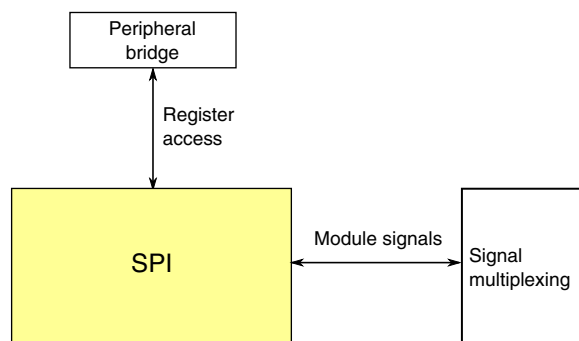 Peripheral
bridge
Register
access
SPI
Module signals
Signal
multiplexing